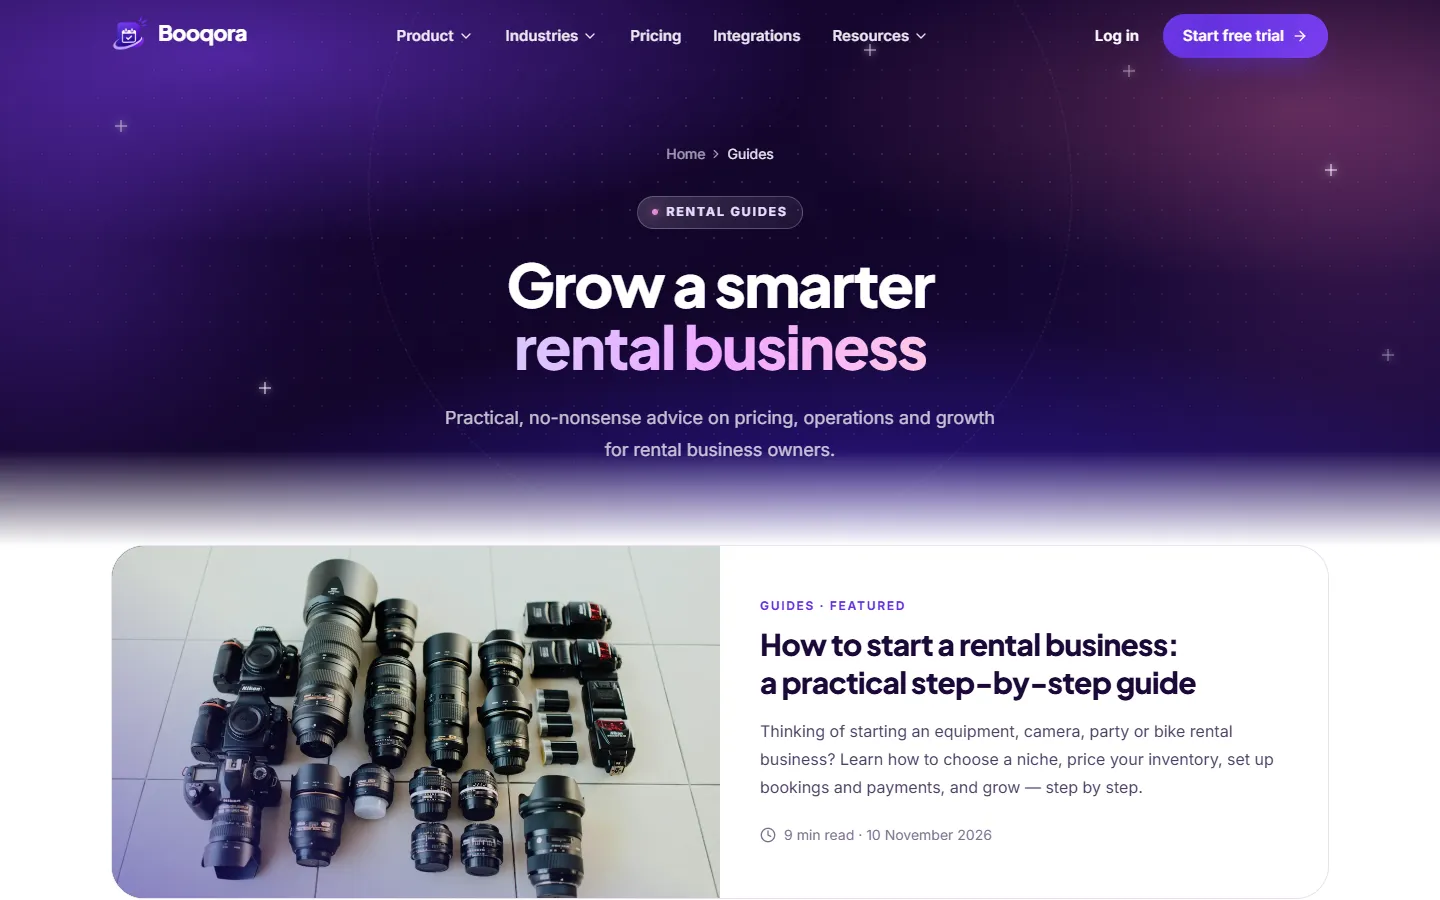 Booqora
Product
Industries
Pricing
Integrations
Resources
Log in
Start free trial
Home
Guides
RENTAL GUIDES
Grow a smarter
rental business
Practical, no-nonsense advice on pricing, operations and growth
for rental business owners.
GUIDES · FEATURED
How to start a rental business:
a practical step-by-step guide
Thinking of starting an equipment, camera, party or bike rental
business? Learn how to choose a niche, price your inventory, set up
bookings and payments, and grow — step by step.
9 min read · 10 November 2026